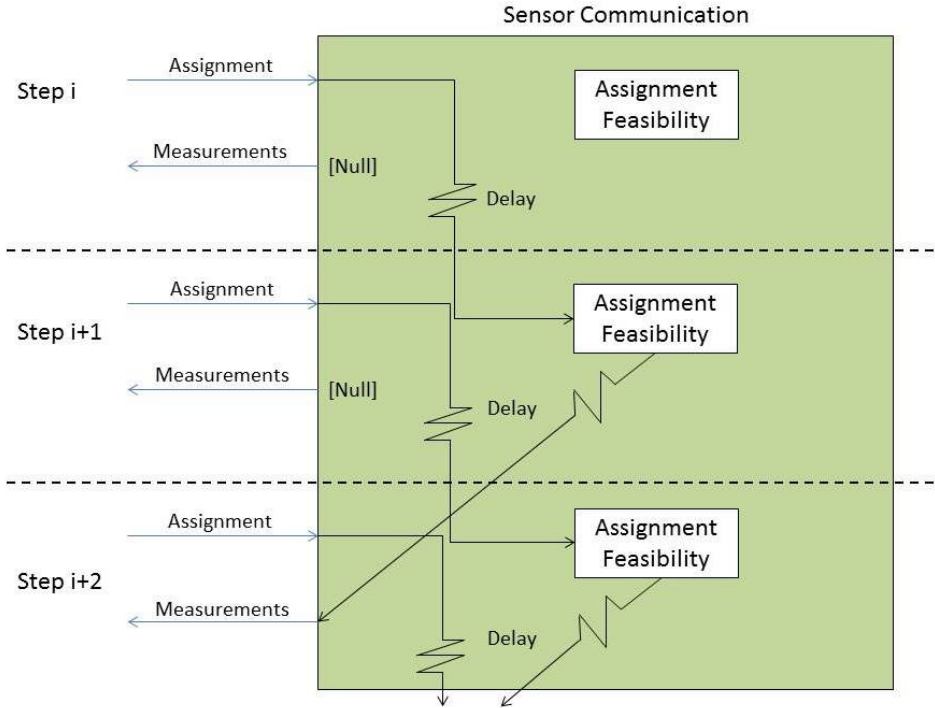 Sensor Communication
Step i
Assignment
Assignment
Feasibility
Measurements
[Null]
Delay
Step i+1
Assignment
Assignment
Feasibility
Measurements
[Null]
Delay
Step i+2
Assignment
Assignment
Feasibility
Measurements
Delay